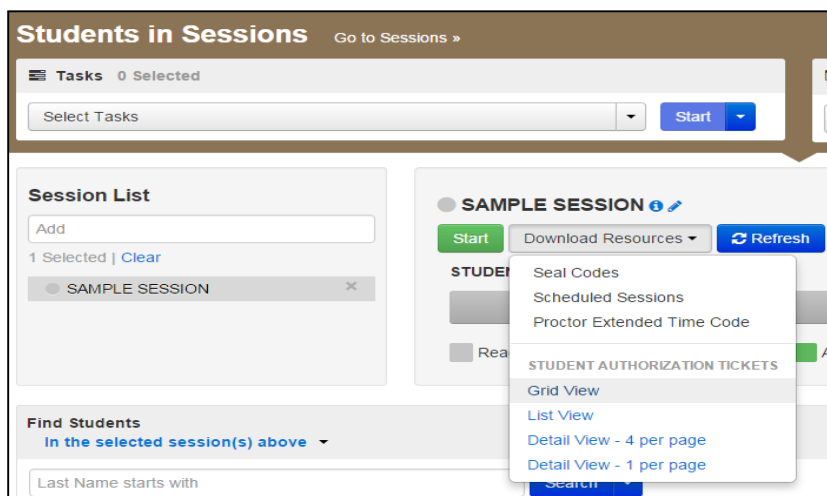 Students in Sessions Go to Sessions »
Tasks 0 Selected
Select Tasks
Start
Session List
Add
1 Selected | Clear
SAMPLE SESSION
SAMPLE SESSION
Start Download Resources Refresh
Seal Codes
Scheduled Sessions
Proctor Extended Time Code
STUDENT AUTHORIZATION TICKETS
Grid View
List View
Detail View - 4 per page
Detail View - 1 per page
Find Students
In the selected session(s) above
Last Name starts with
Search